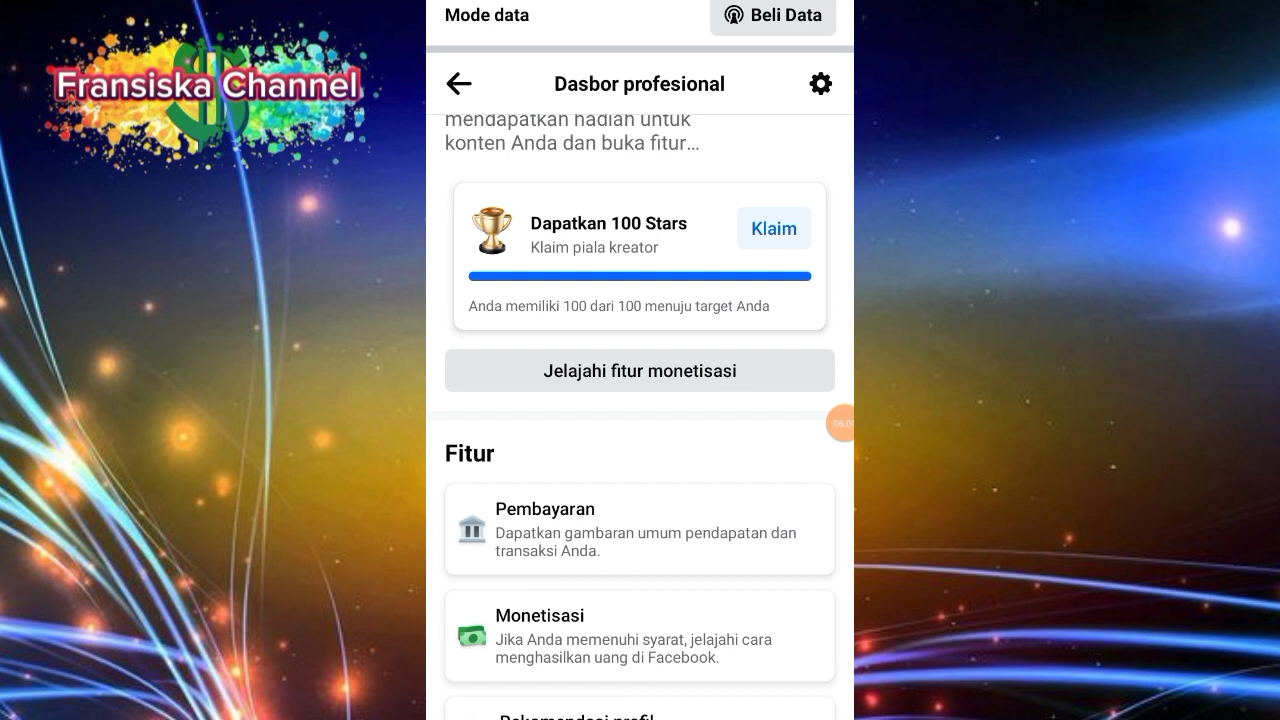 Fransiska Channel
Mode data
Beli Data
Dasbor profesional
mendapatkan hadiah untuk
konten Anda dan buka fitur...
Dapatkan 100 Stars
Klaim piala kreator
Klaim
Anda memiliki 100 dari 100 menuju target Anda
Jelajahi fitur monetisasi
Fitur
Pembayaran
Dapatkan gambaran umum pendapatan dan
transaksi Anda.
Monetisasi
Jika Anda memenuhi syarat, jelajahi cara
menghasilkan uang di Facebook.
Rekomendasi profil